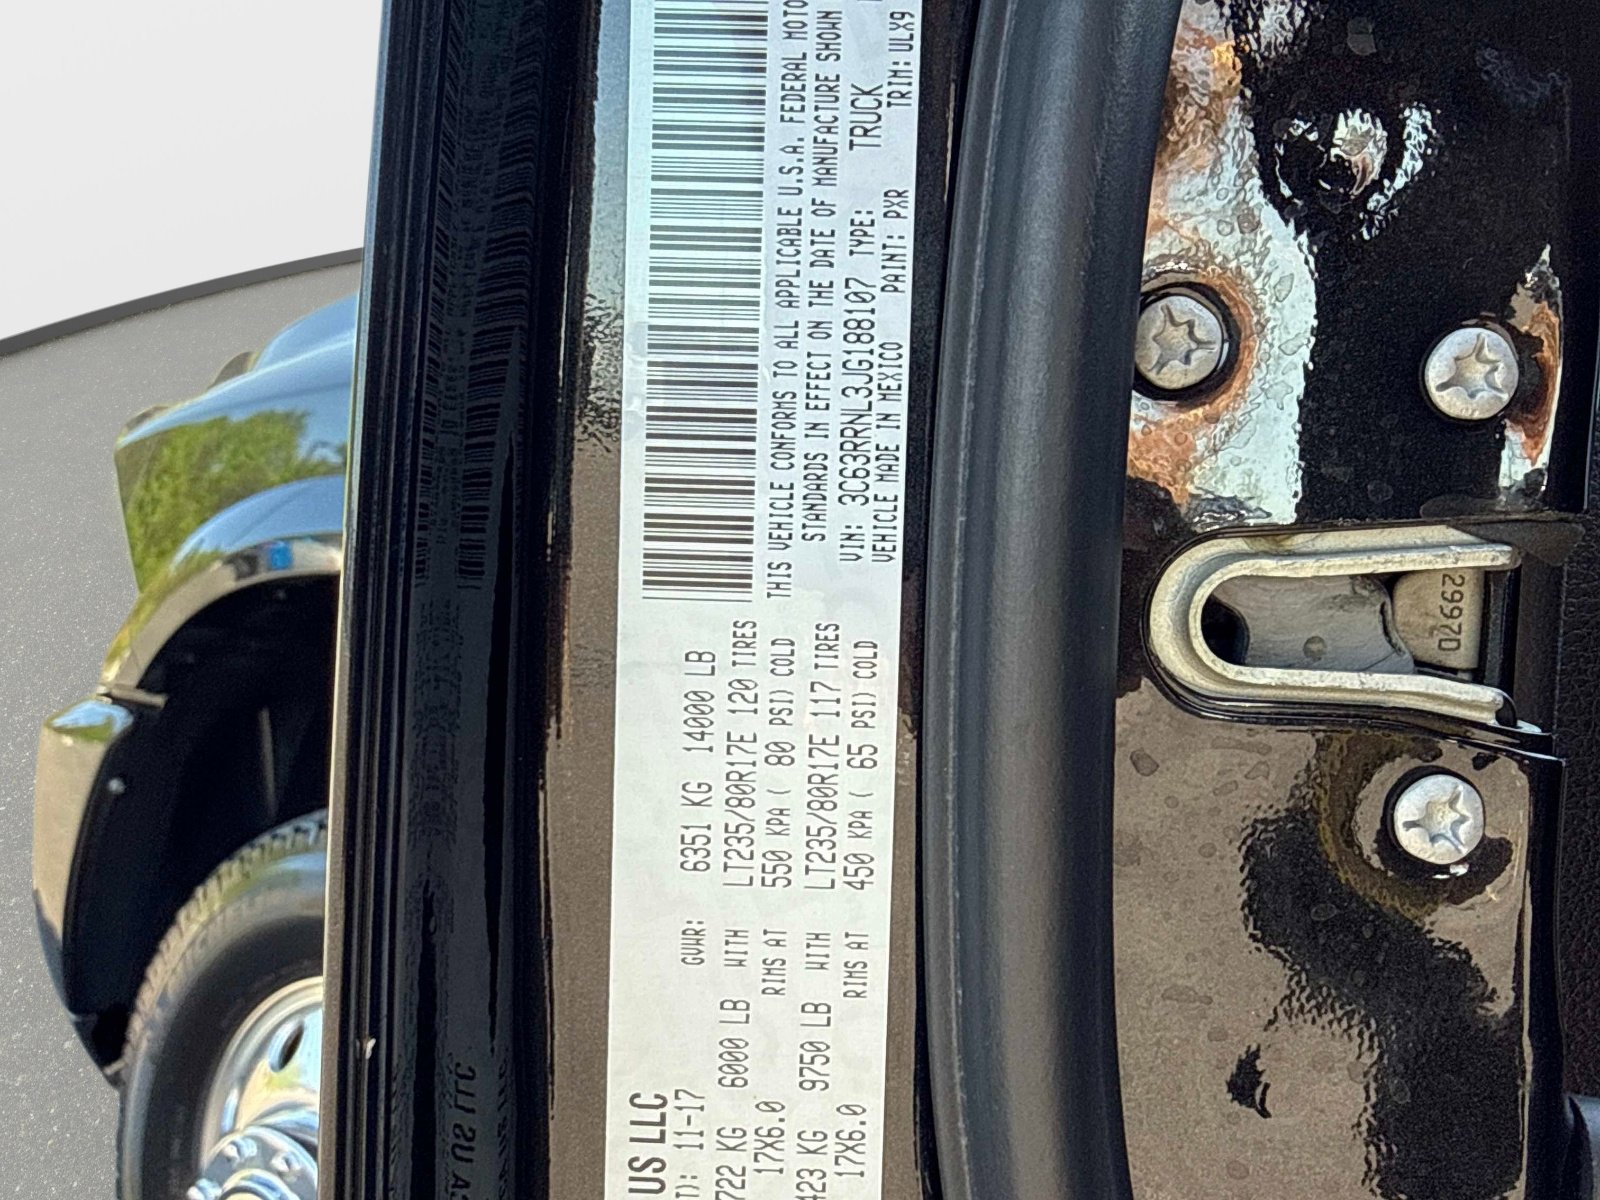 US LLC
T): 11-17 GVWR: 6351 KG 14000 LB
722 KG 6000 LB WITH LT235/80R17E 120 TIRES
17X6.0 RIMS AT 550 KPA ( 80 PSI) COLD
423 KG 9750 LB WITH LT235/80R17E 117 TIRES
17X6.0 RIMS AT 450 KPA ( 65 PSI) COLD
THIS VEHICLE CONFORMS TO ALL APPLICABLE U.S.A. FEDERAL MOTO
STANDARDS IN EFFECT ON THE DATE OF MANUFACTURE SHOWN
VIN: 3C63RRNL3JG188107 TYPE: TRUCK
VEHICLE MADE IN MEXICO PAINT: PXR TRIM: ULX9
29970